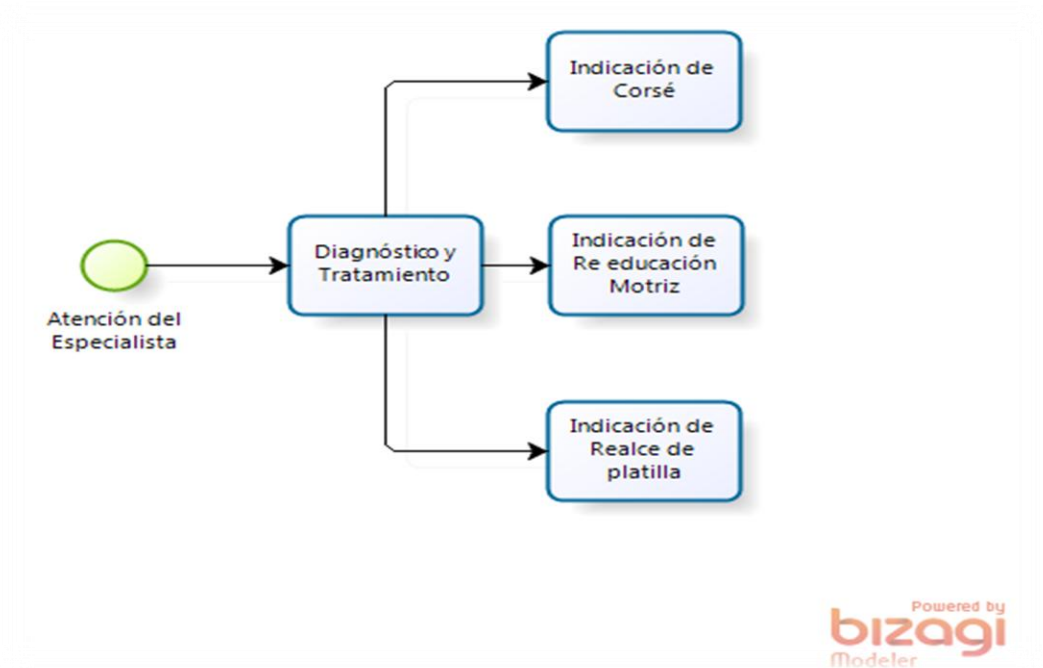 Indicación de
Corsé
Diagnóstico y
Tratamiento
Indicación de
Re educación
Motriz
Atención del
Especialista
Indicación de
Realce de
platilla
Powered by
bizagi
Modeler